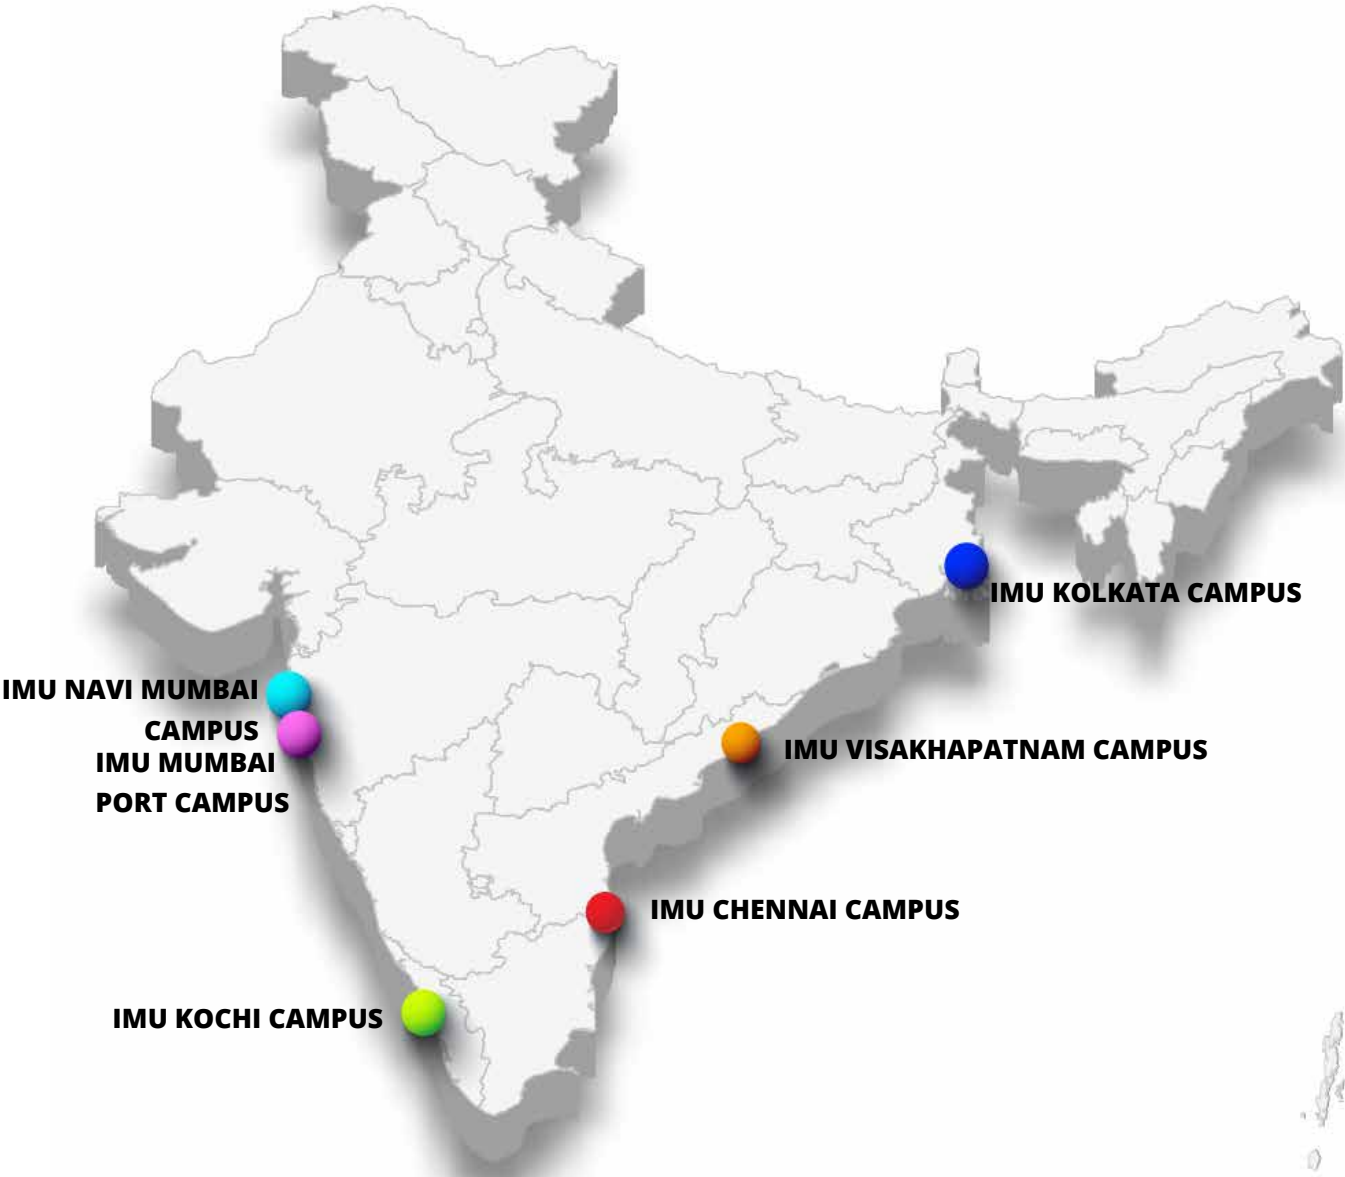 IMU KOLKATA CAMPUS
IMU NAVI MUMBAI
CAMPUS
IMU MUMBAI
PORT CAMPUS
IMU VISAKHAPATNAM CAMPUS
IMU CHENNAI CAMPUS
IMU KOCHI CAMPUS